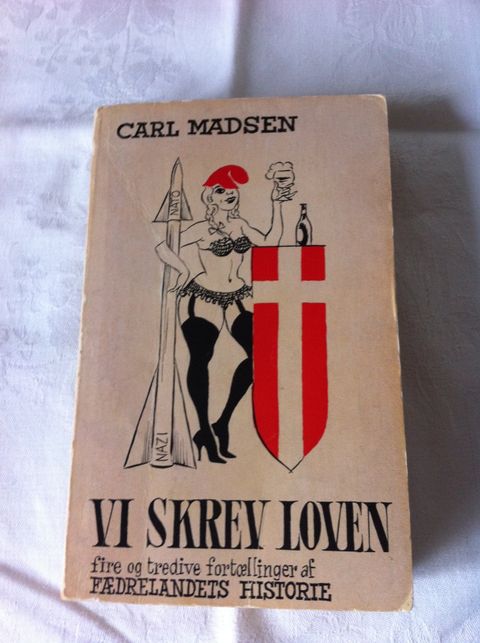 CARL MADSEN
NATO
NAZI
VI SKREV LOVEN
fire og tredive fortællinger af
FÆDRELANDETS HISTORIE